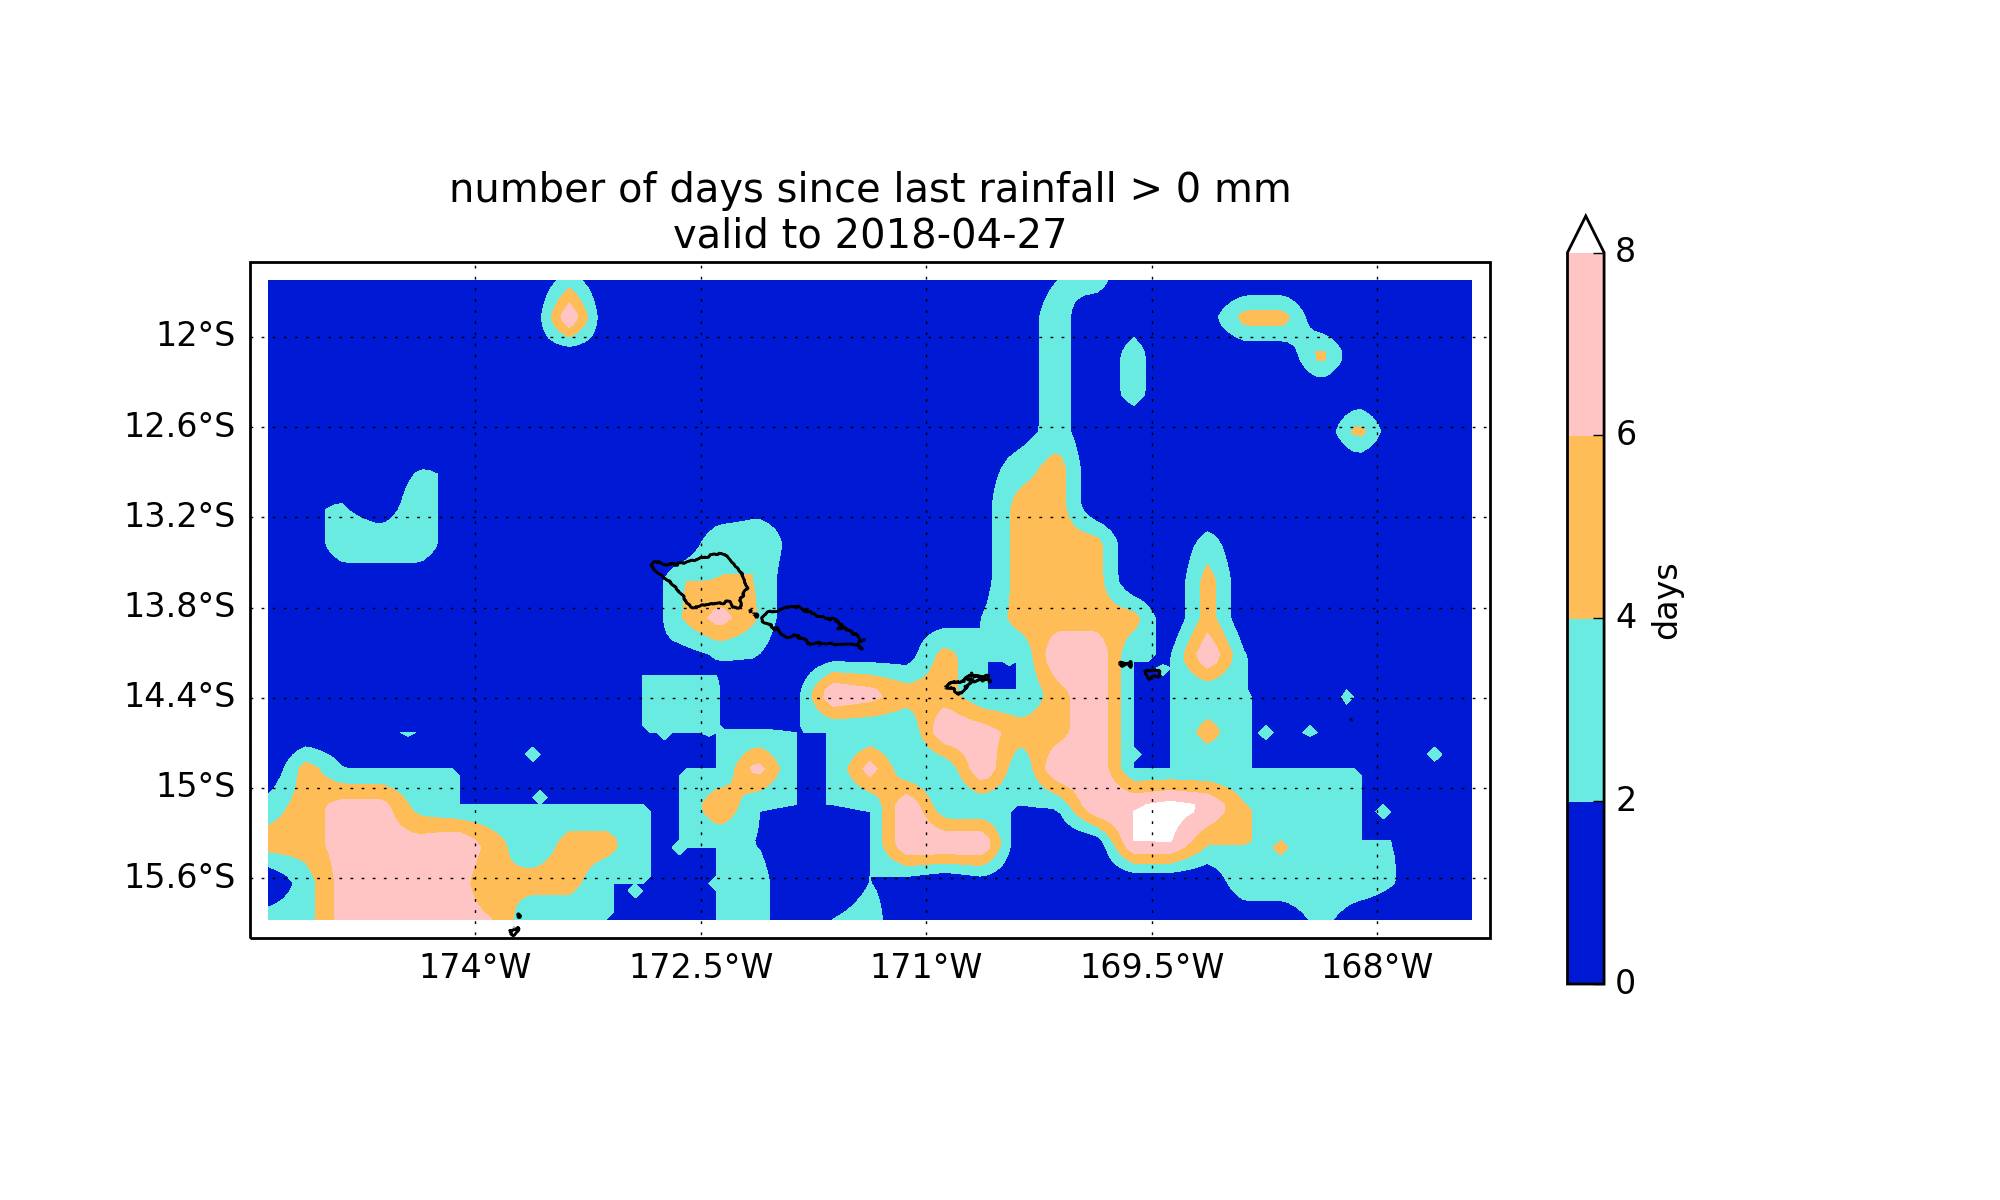 number of days since last rainfall > 0 mm
valid to 2018-04-27
12°S
12.6°S
13.2°S
13.8°S
14.4°S
15°S
15.6°S
174°W 172.5°W 171°W 169.5°W 168°W
8
6
4
2
0
days